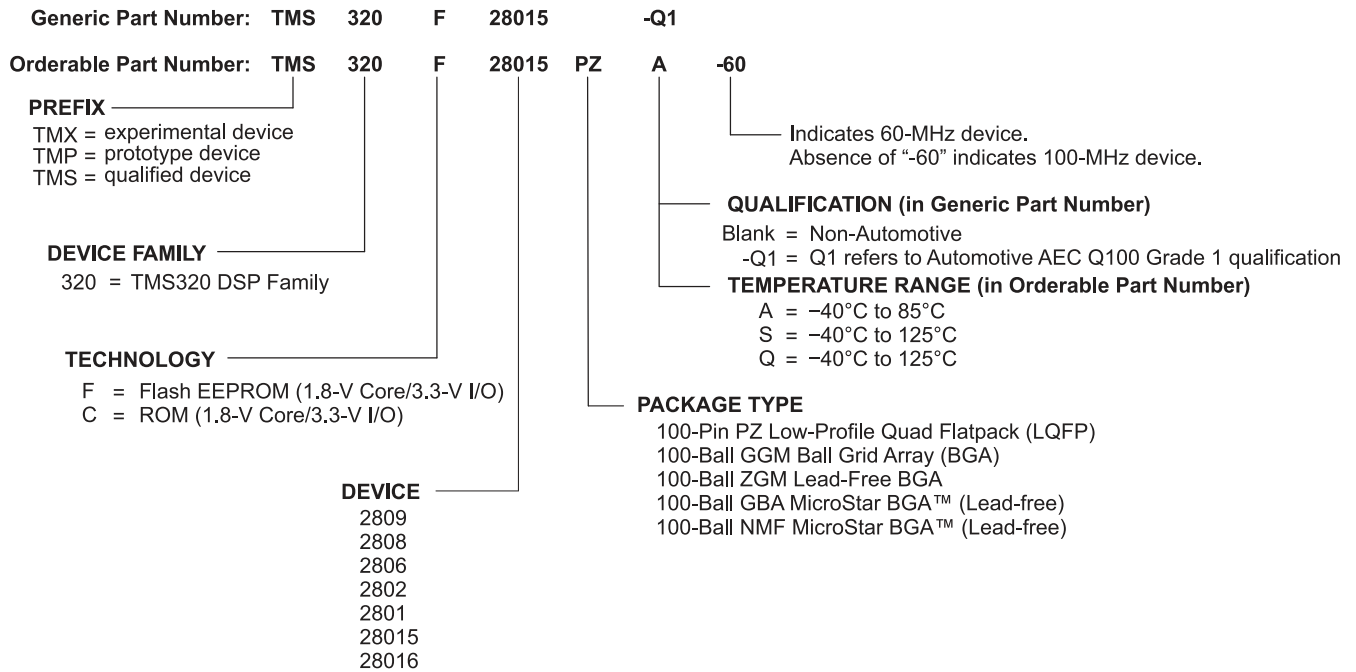 Generic Part Number: TMS 320 F 28015 -Q1
Orderable Part Number: TMS 320 F 28015 PZ A -60
PREFIX
TMX = experimental device
TMP = prototype device
TMS = qualified device
Indicates 60-MHz device.
Absence of “-60” indicates 100-MHz device.
QUALIFICATION (in Generic Part Number)
Blank = Non-Automotive
-Q1 = Q1 refers to Automotive AEC Q100 Grade 1 qualification
DEVICE FAMILY
320 = TMS320 DSP Family
TEMPERATURE RANGE (in Orderable Part Number)
A = −40°C to 85°C
S = −40°C to 125°C
Q = −40°C to 125°C
TECHNOLOGY
F = Flash EEPROM (1.8-V Core/3.3-V I/O)
C = ROM (1.8-V Core/3.3-V I/O)
PACKAGE TYPE
100-Pin PZ Low-Profile Quad Flatpack (LQFP)
100-Ball GGM Ball Grid Array (BGA)
100-Ball ZGM Lead-Free BGA
100-Ball GBA MicroStar BGA™ (Lead-free)
100-Ball NMF MicroStar BGA™ (Lead-free)
DEVICE
2809
2808
2806
2802
2801
28015
28016